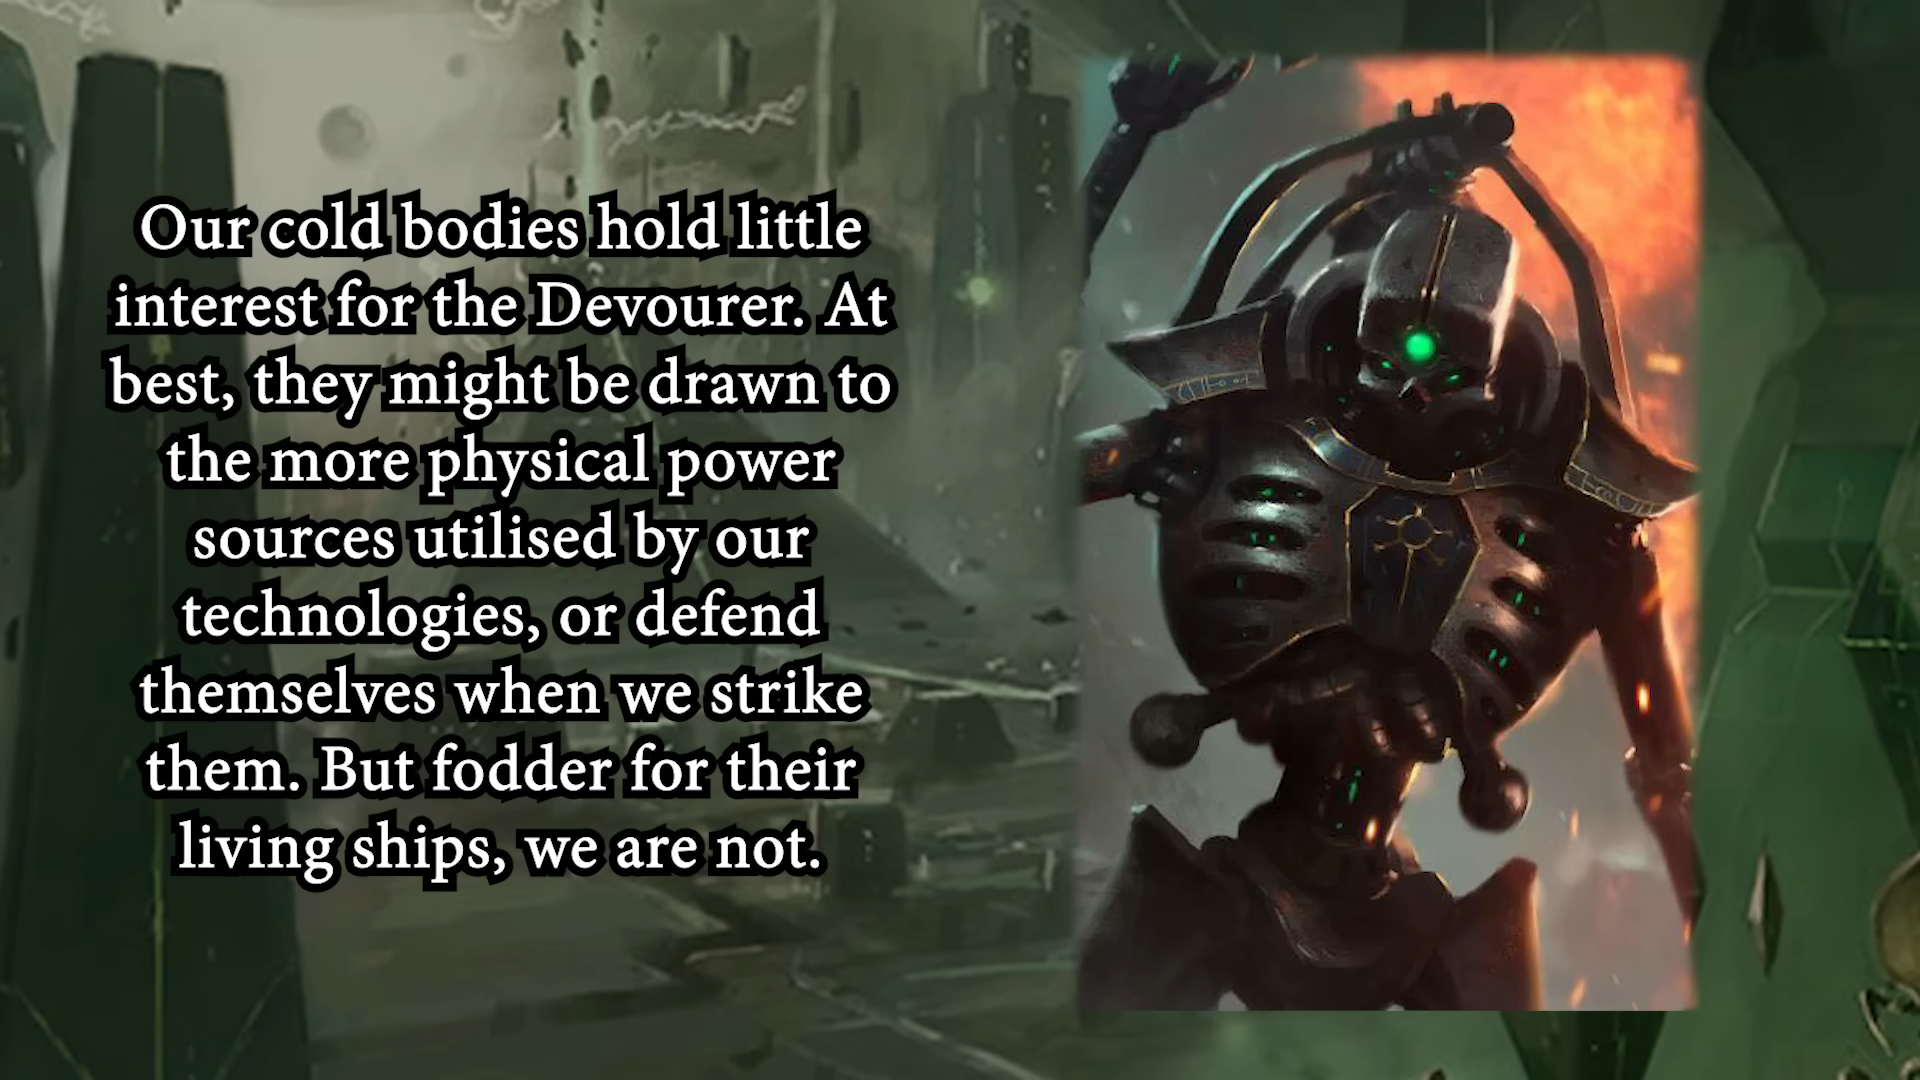 Our cold bodies hold little
interest for the Devourer. At
best, they might be drawn to
the more physical power
sources utilised by our
technologies, or defend
themselves when we strike
them. But fodder for their
living ships, we are not.